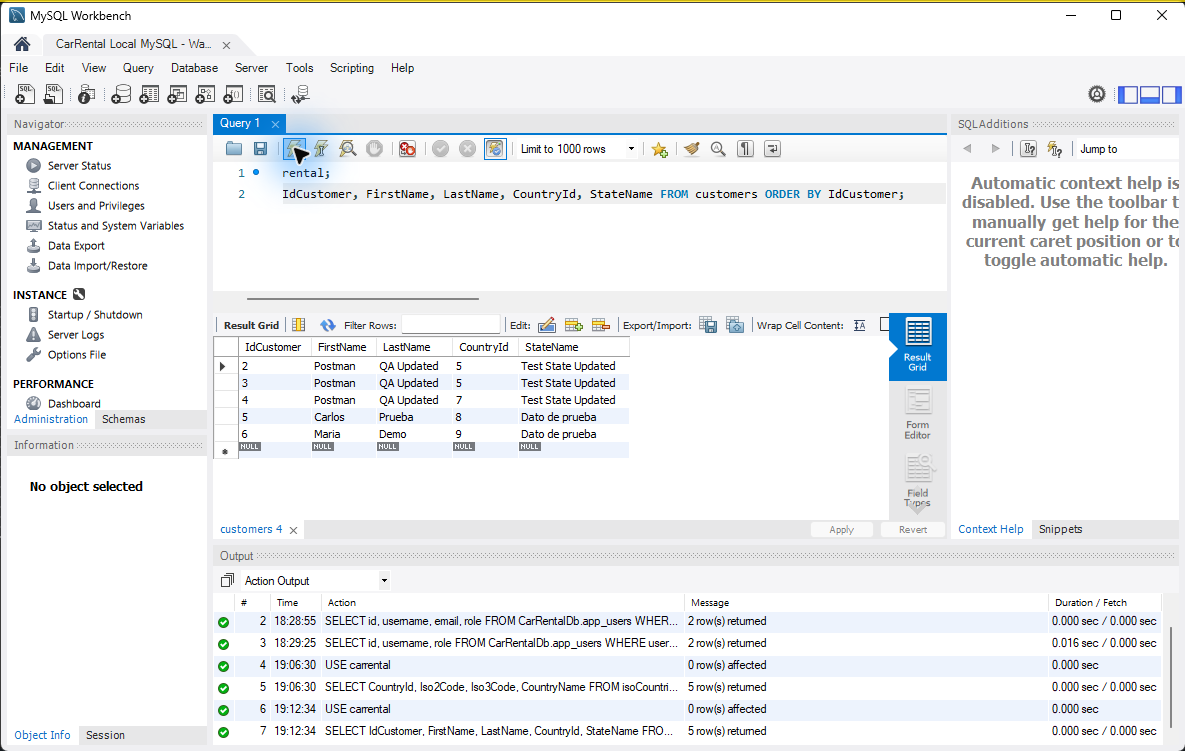 MySQL Workbench
CarRental Local MySQL - Wa...
File Edit View Query Database Server Tools Scripting Help
Navigator
MANAGEMENT
Server Status
Client Connections
Users and Privileges
Status and System Variables
Data Export
Data Import/Restore
INSTANCE
Startup / Shutdown
Server Logs
Options File
PERFORMANCE
Dashboard
Administration Schemas
Information
No object selected
Object Info Session
Query 1
Limit to 1000 rows
1 rental;
2 IdCustomer, FirstName, LastName, CountryId, StateName FROM customers ORDER BY IdCustomer;
Result Grid Filter Rows: Edit: Export/Import: Wrap Cell Content:
IdCustomer FirstName LastName CountryId StateName
2 Postman QA Updated 5 Test State Updated
3 Postman QA Updated 5 Test State Updated
4 Postman QA Updated 7 Test State Updated
5 Carlos Prueba 8 Dato de prueba
6 Maria Demo 9 Dato de prueba
NULL NULL NULL NULL NULL
Result
Grid
Form
Editor
Field
Types
customers 4
Apply Revert
SQLAdditions
Jump to
Automatic context help is
disabled. Use the toolbar t
manually get help for the
current caret position or to
toggle automatic help.
Context Help Snippets
Output
Action Output
# Time Action Message Duration / Fetch
2 18:28:55 SELECT id, username, email, role FROM CarRentalDb.app_users WHER... 2 row(s) returned 0.000 sec / 0.000 sec
3 18:29:25 SELECT id, username, role FROM CarRentalDb.app_users WHERE user... 2 row(s) returned 0.016 sec / 0.000 sec
4 19:06:30 USE carrental 0 row(s) affected 0.000 sec
5 19:06:30 SELECT CountryId, Iso2Code, Iso3Code, CountryName FROM isoCountri... 5 row(s) returned 0.000 sec / 0.000 sec
6 19:12:34 USE carrental 0 row(s) affected 0.000 sec
7 19:12:34 SELECT IdCustomer, FirstName, LastName, CountryId, StateName FRO... 5 row(s) returned 0.000 sec / 0.000 sec